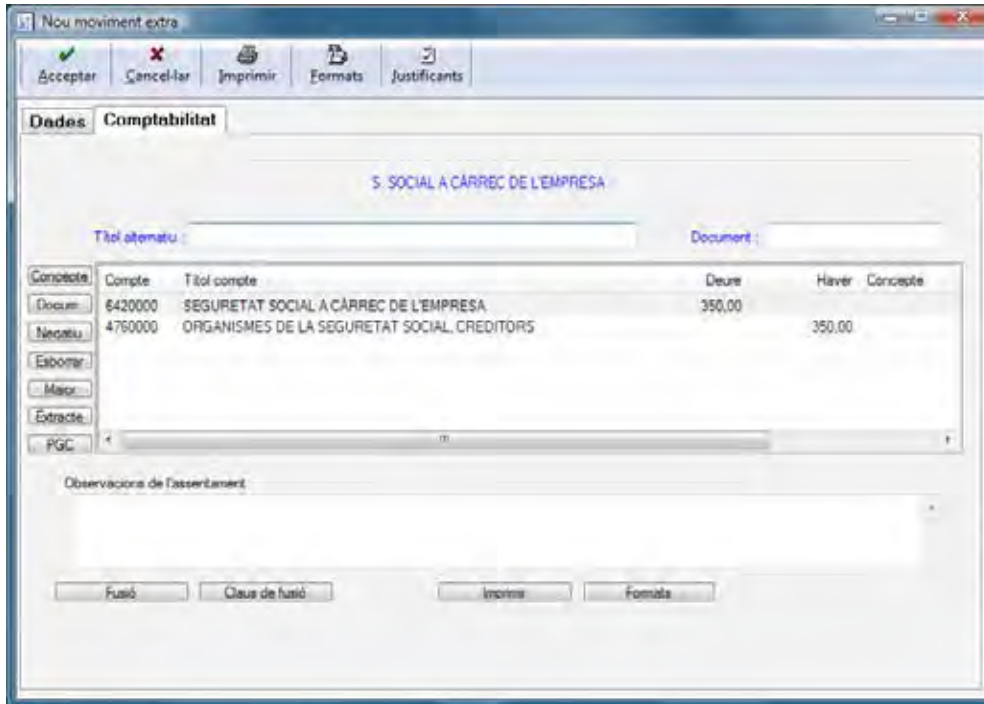 Nou moviment extra
Acceptar Cancel·lar Imprimir Formats Justificants
Dades Comptabilitat
S. SOCIAL A CÀRREC DE L'EMPRESA
Títol alternatiu : Document :
Concepte Compte Títol compte Deure Haver Concepte
Docum 6420000 SEGURETAT SOCIAL A CÀRREC DE L'EMPRESA 350,00
Negatiu 4760000 ORGANISMES DE LA SEGURETAT SOCIAL, CREDITORS 350,00
Esborrar
Major
Extracte
PGC
Observacions de l'assentament
Fusió Claus de fusió Imprimir Formats